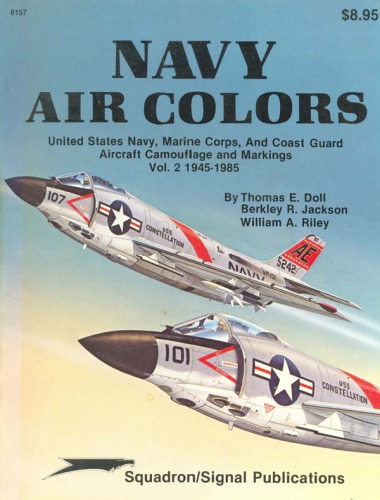 6157
$8.95
NAVY
AIR COLORS
United States Navy, Marine Corps, And Coast Guard
Aircraft Camouflage and Markings
Vol. 2 1945-1985
By Thomas E. Doll
Berkley R. Jackson
William A. Riley
107
USS
CONSTELLATION
NAVY
AE
5242
101
USS
CONSTELLATION
Squadron/Signal Publications